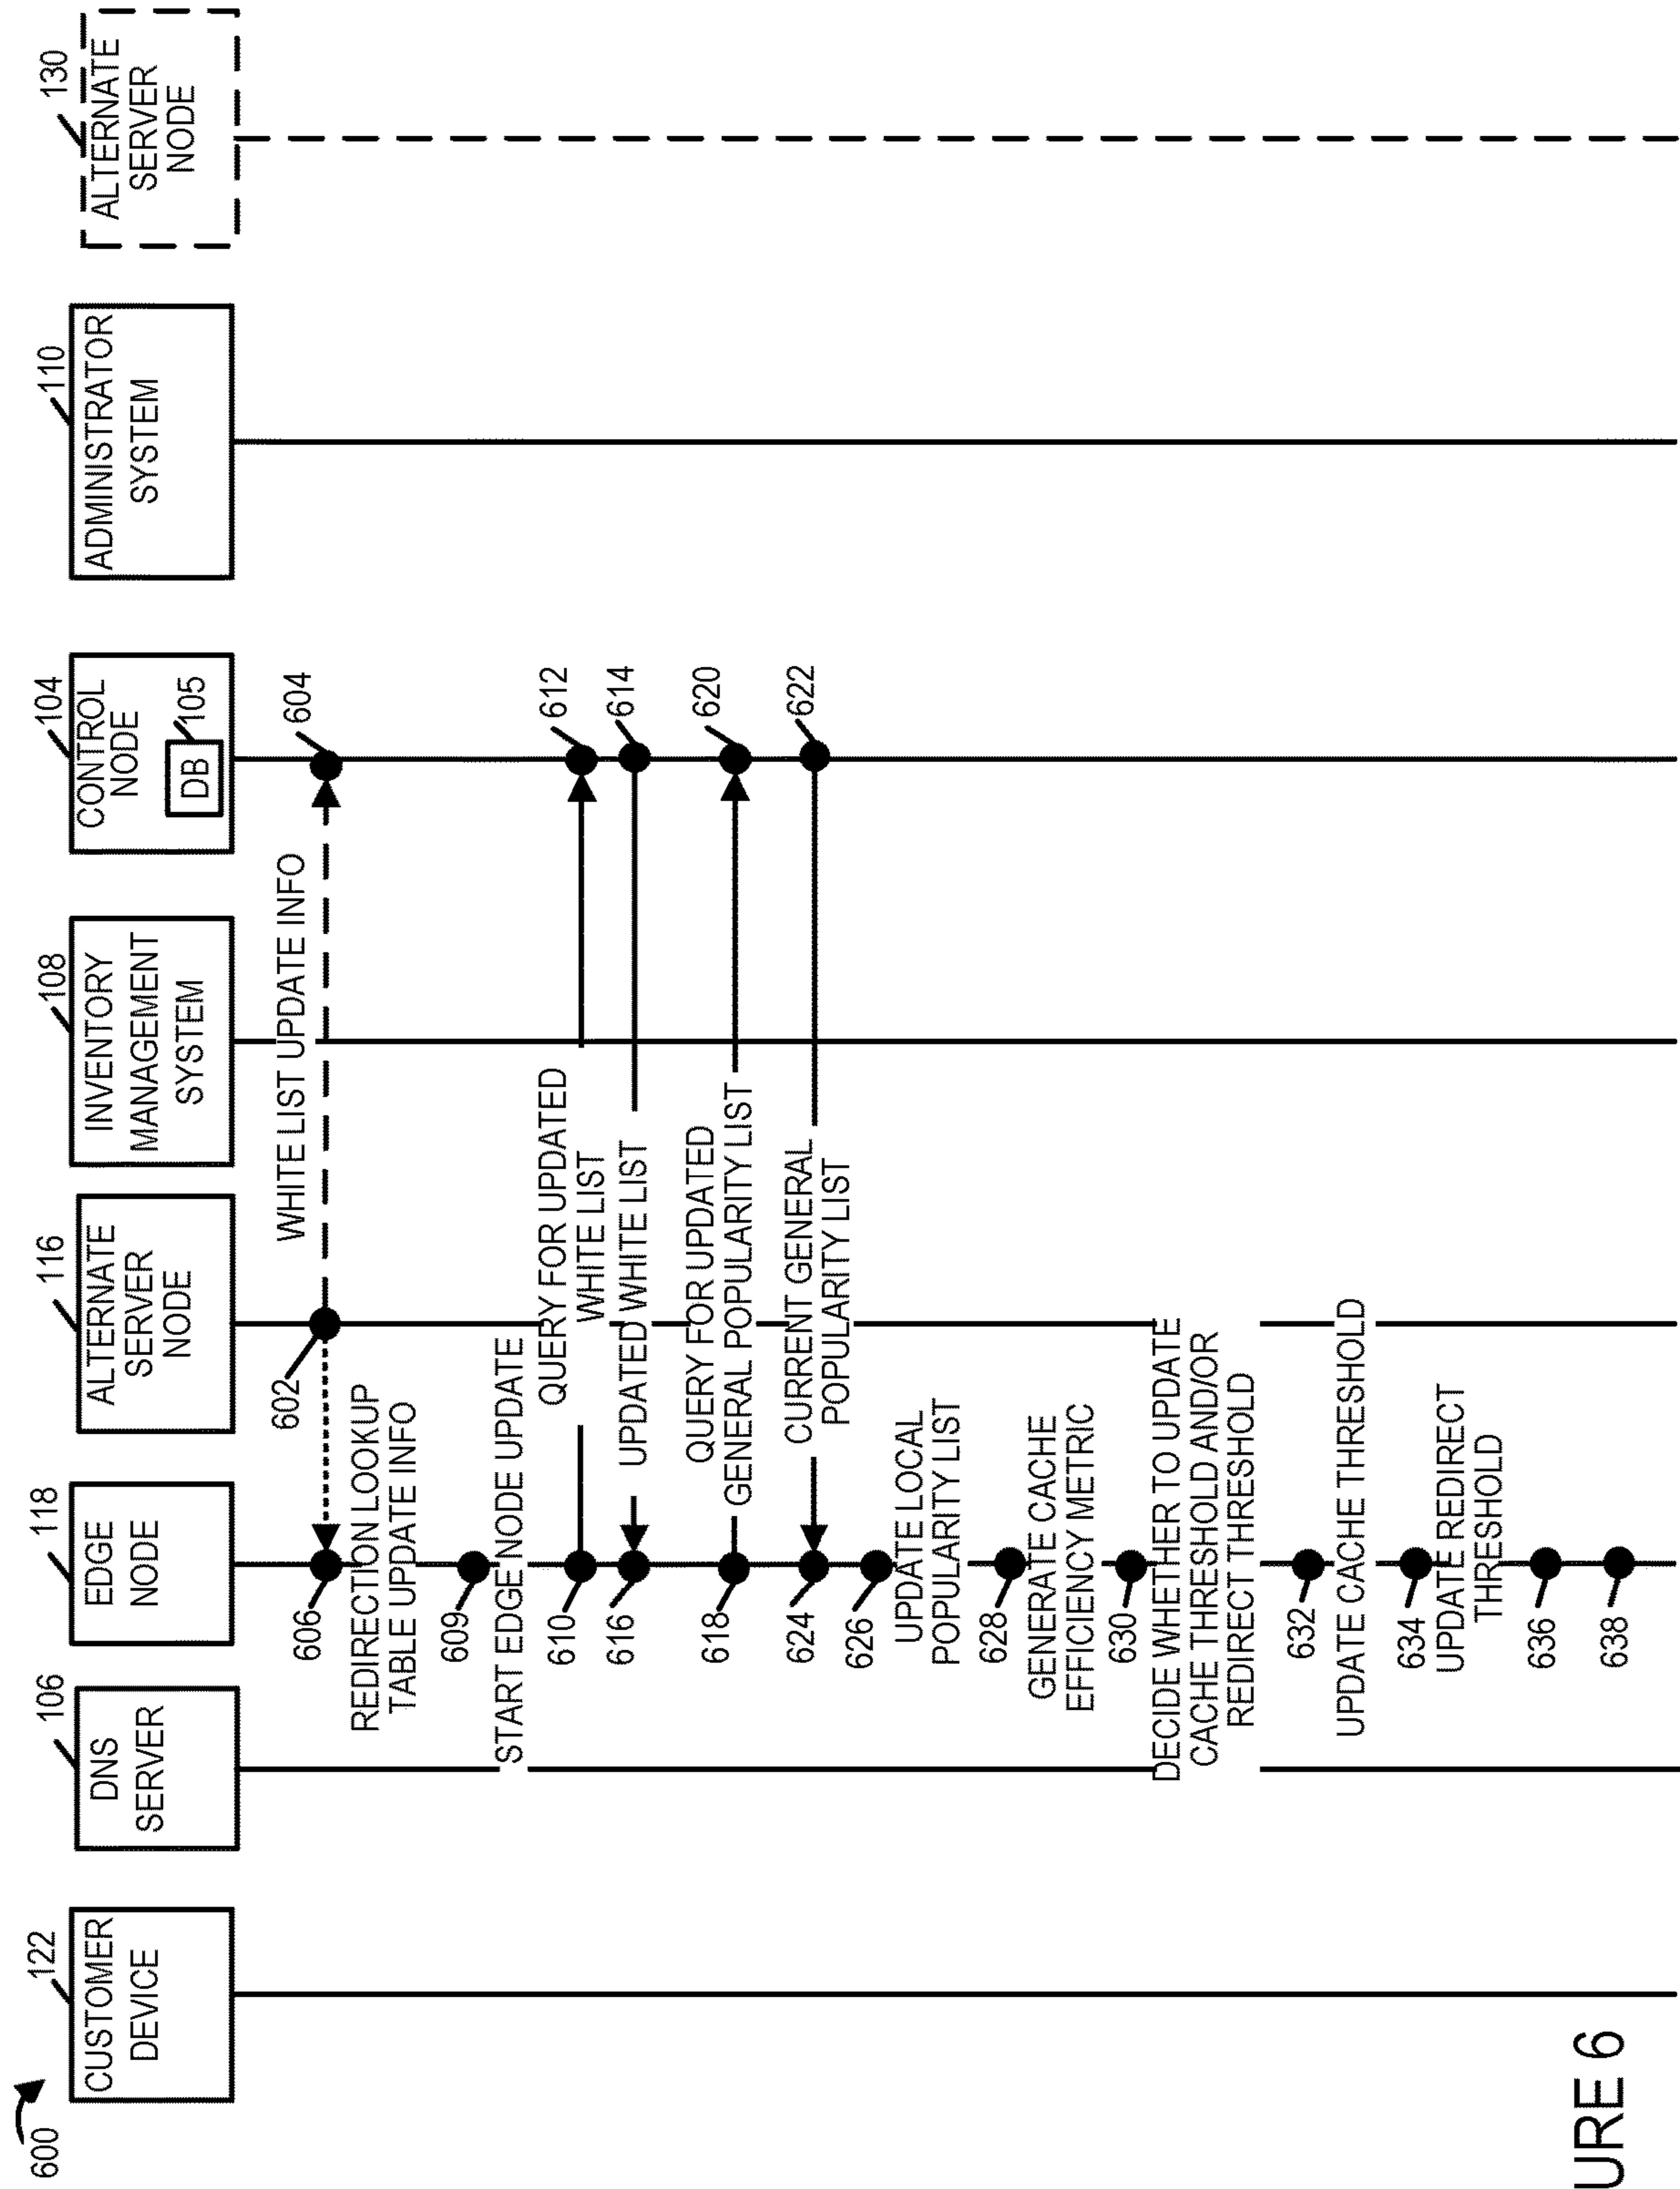 600
122
CUSTOMER
DEVICE
106
DNS
SERVER
118
EDGE
NODE
116
ALTERNATE
SERVER
NODE
108
INVENTORY
MANAGEMENT
SYSTEM
104
CONTROL
NODE
105
DB
110
ADMINISTRATOR
SYSTEM
130
ALTERNATE
SERVER
NODE
WHITE LIST UPDATE INFO
602
604
606
REDIRECTION LOOKUP
TABLE UPDATE INFO
609
START EDGE NODE UPDATE
QUERY FOR UPDATED
WHITE LIST
610
612
UPDATED WHITE LIST
616
614
QUERY FOR UPDATED
GENERAL POPULARITY LIST
618
620
CURRENT GENERAL
POPULARITY LIST
624
622
626
UPDATE LOCAL
POPULARITY LIST
628
GENERATE CACHE
EFFICIENCY METRIC
630
DECIDE WHETHER TO UPDATE
CACHE THRESHOLD AND/OR
REDIRECT THRESHOLD
632
UPDATE CACHE THRESHOLD
634
UPDATE REDIRECT
THRESHOLD
636
638
URE 6